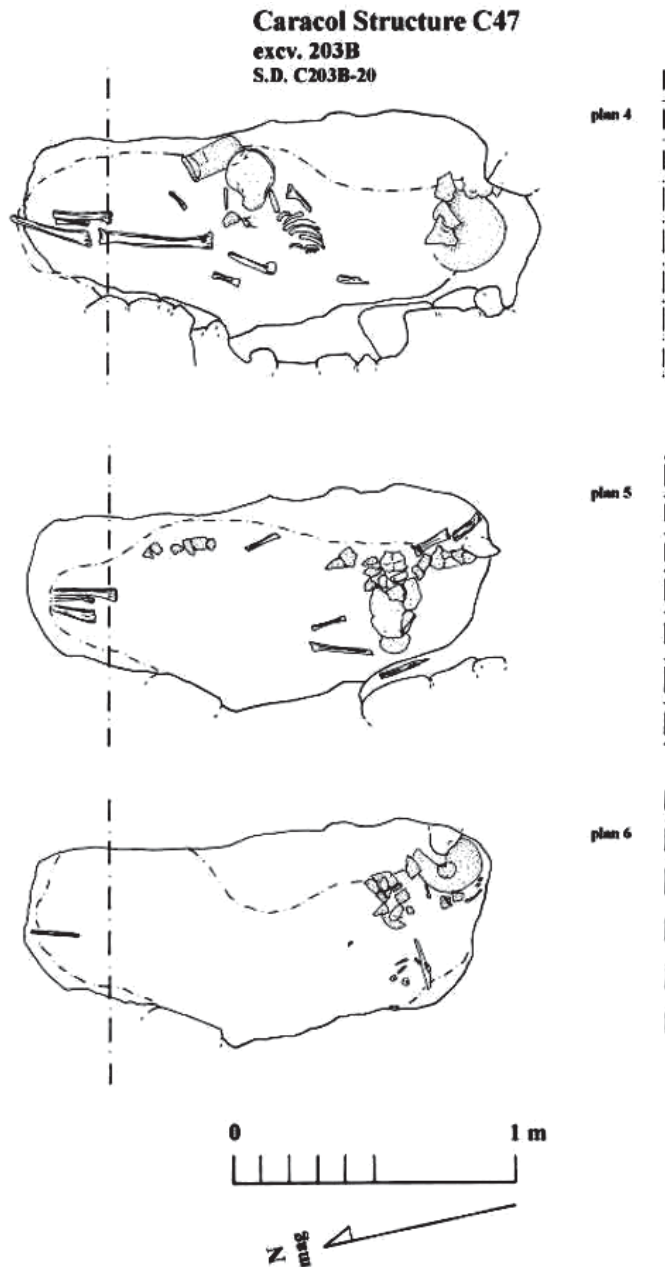 Caracol Structure C47
excv. 203B
S.D. C203B-20
plan 4
plan 5
plan 6
0 1 m
N
mag